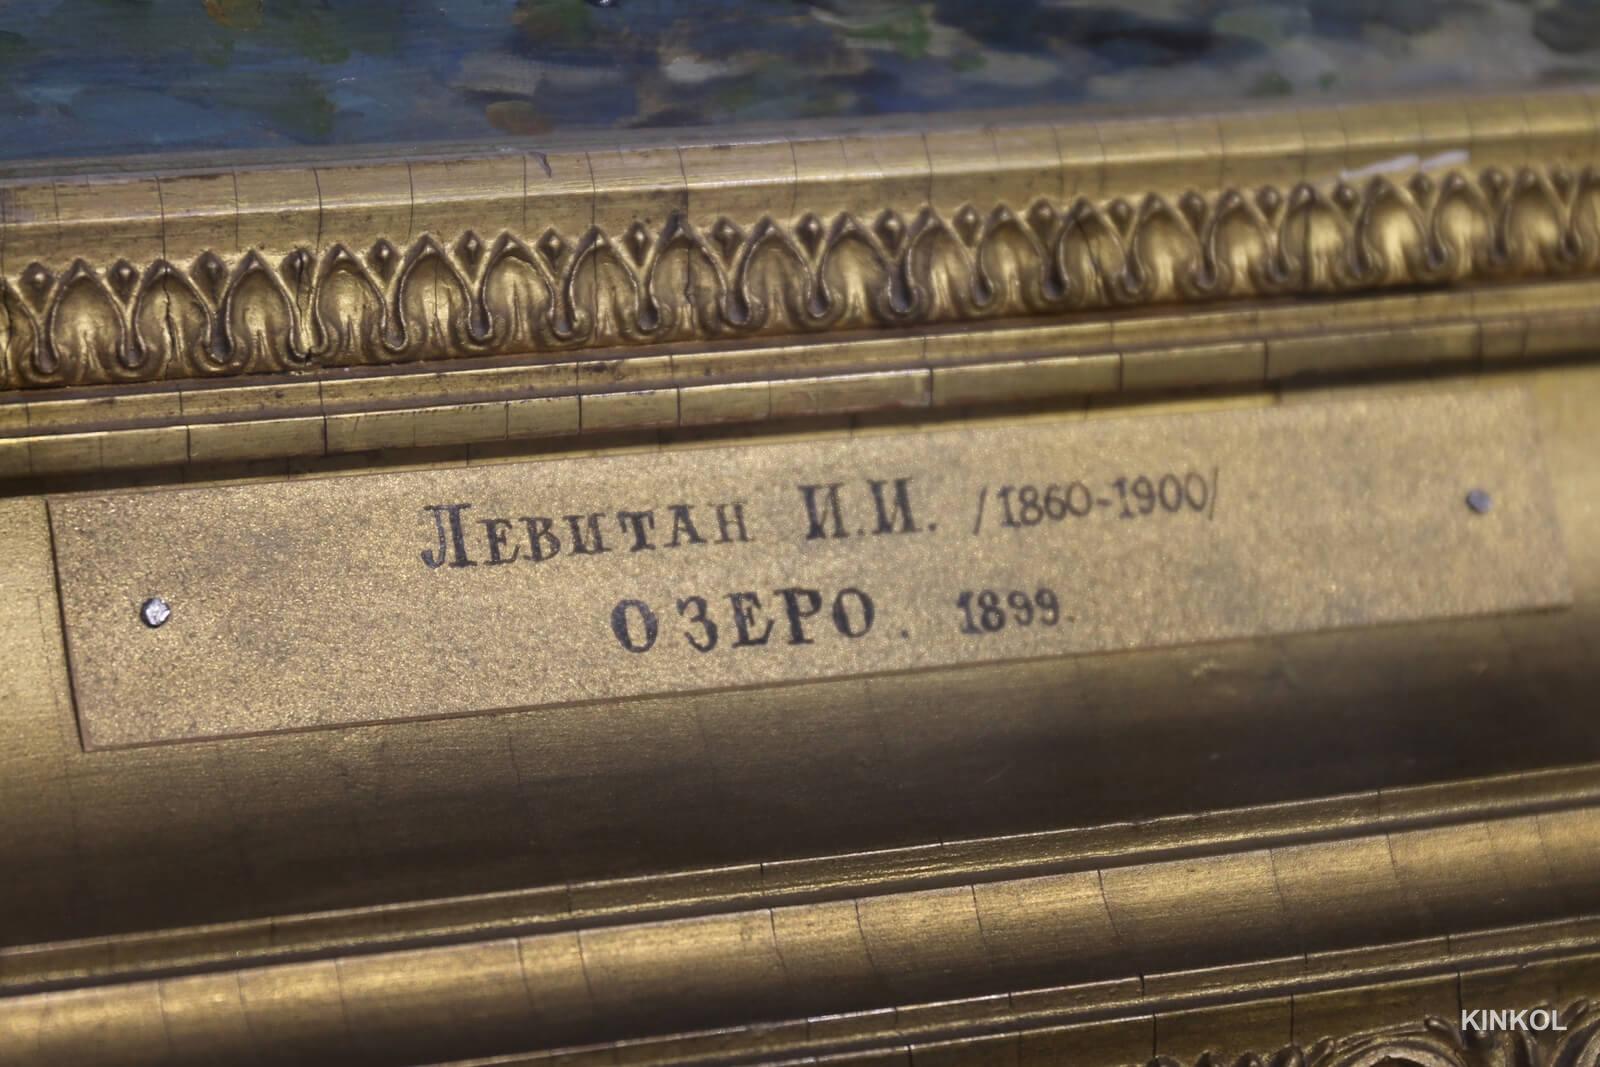 Левитан И.И. /1860-1900/
ОЗЕРО. 1899.
KINKOL